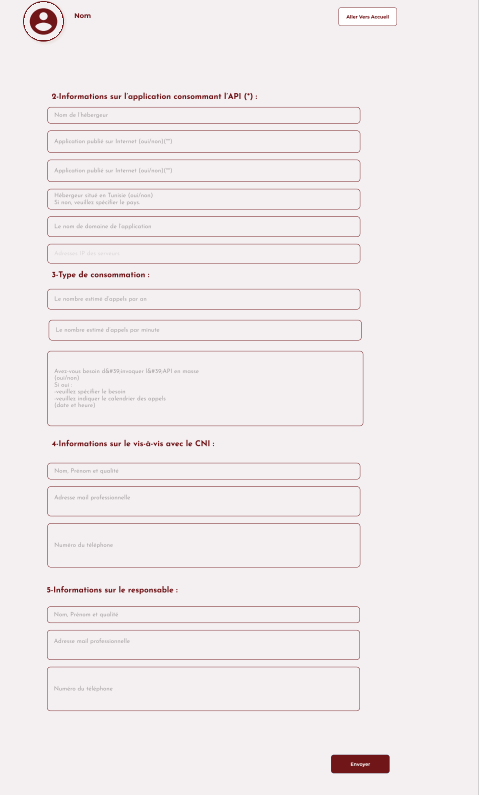 Nom
Aller Vers Accueil
2-Informations sur l'application consommant l'API (*) :
Nom de l'hébergeur
Application publié sur Internet (oui/non)(**)
Application publié sur Internet (oui/non)(**)
Hébergeur situé en Tunisie (oui/non)
Si non, veuillez spécifier le pays.
Le nom de domaine de l'application
Adresses IP des serveurs
3-Type de consommation :
Le nombre estimé d'appels par an
Le nombre estimé d'appels par minute
Avez-vous besoin d&#39;invoquer l&#39;API en masse
(oui/non)
Si oui :
-veuillez spécifier le besoin
-veuillez indiquer le calendrier des appels
(date et heure)
4-Informations sur le vis-à-vis avec le CNI :
Nom, Prénom et qualité
Adresse mail professionnelle
Numéro du téléphone
5-Informations sur le responsable :
Nom, Prénom et qualité
Adresse mail professionnelle
Numéro du téléphone
Envoyer